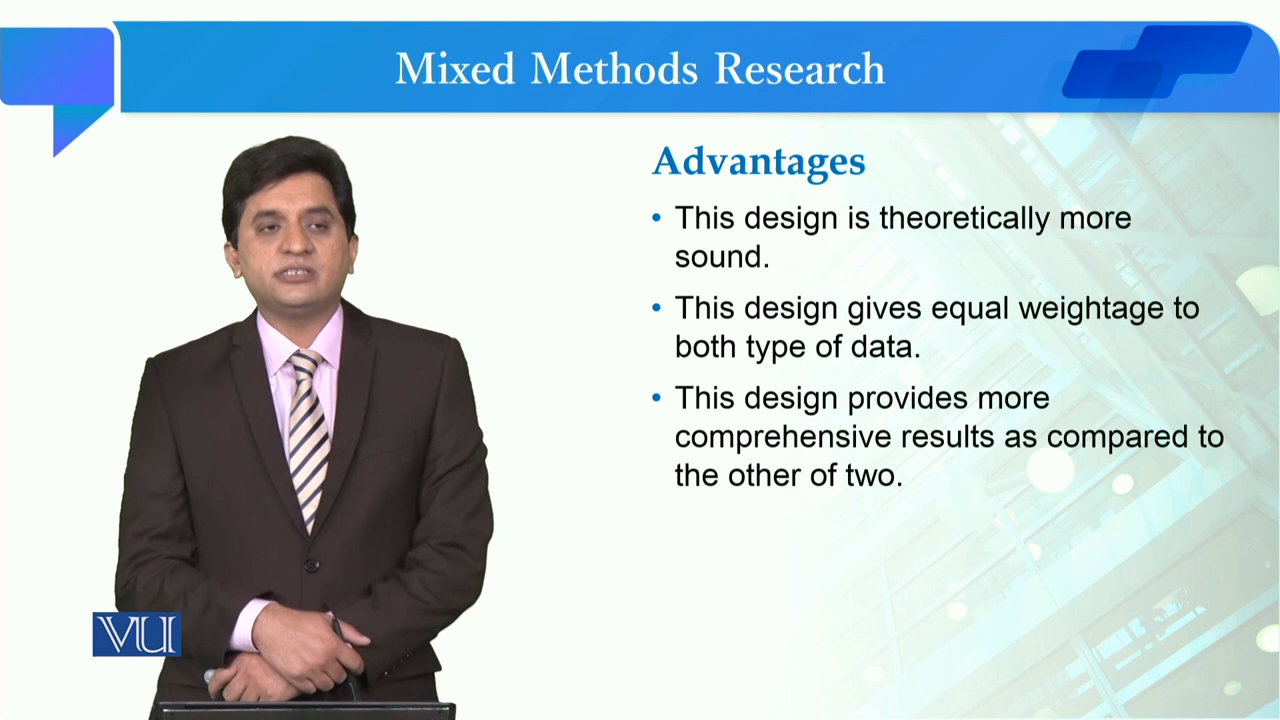 Mixed Methods Research
Advantages
• This design is theoretically more
sound.
• This design gives equal weightage to
both type of data.
• This design provides more
comprehensive results as compared to
the other of two.
VU